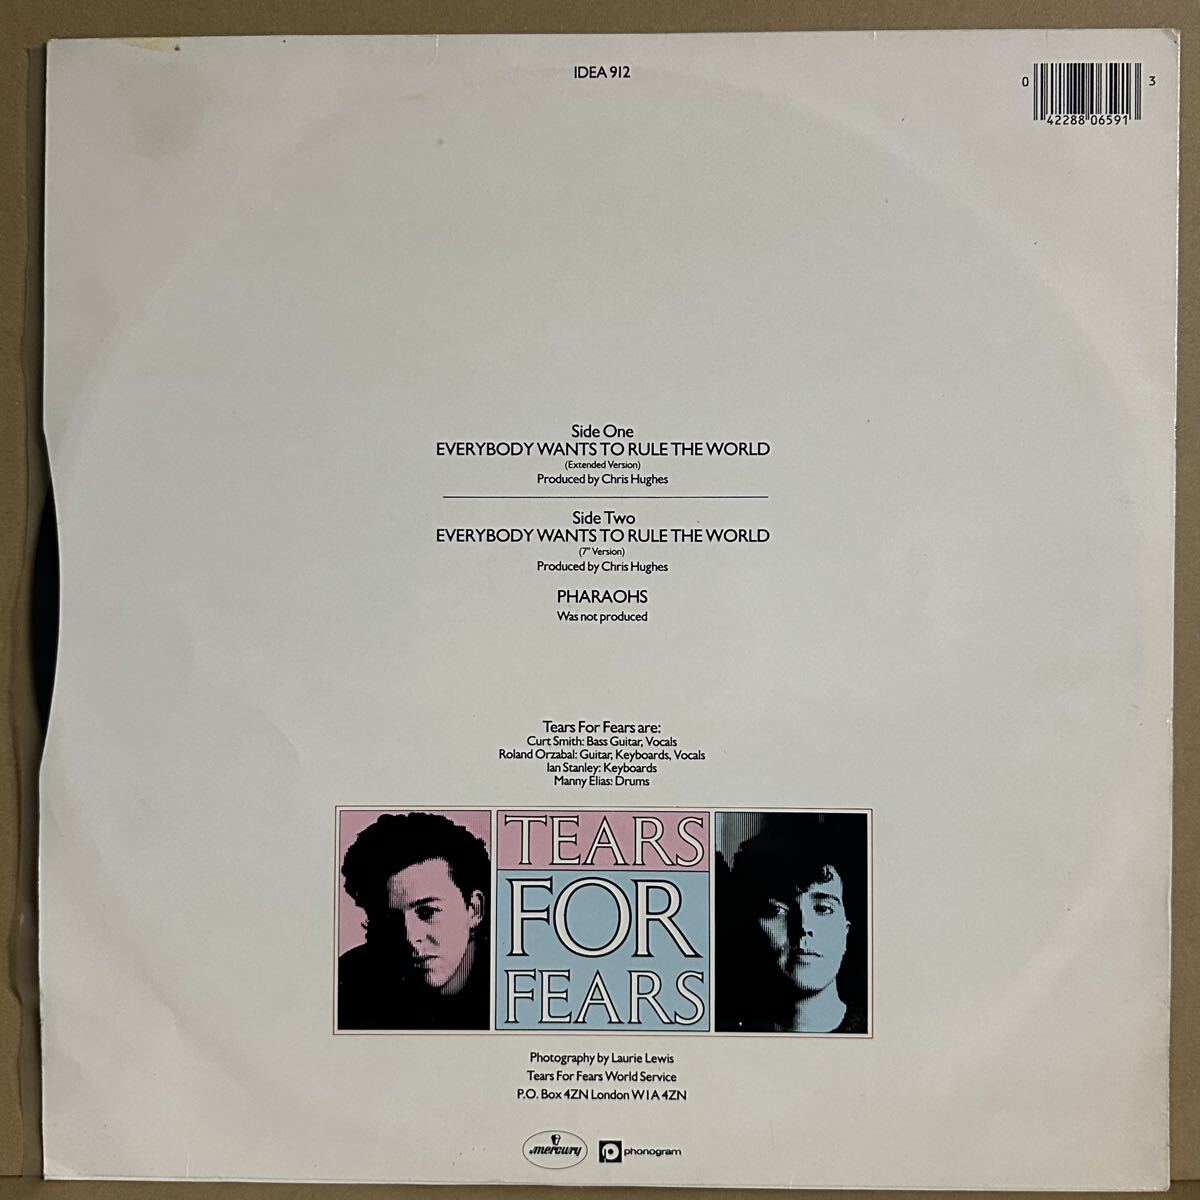 IDEA 912
0 42288 06591 3
Side One
EVERYBODY WANTS TO RULE THE WORLD
(Extended Version)
Produced by Chris Hughes
Side Two
EVERYBODY WANTS TO RULE THE WORLD
(7" Version)
Produced by Chris Hughes
PHARAOHS
Was not produced
Tears For Fears are:
Curt Smith: Bass Guitar, Vocals
Roland Orzabal: Guitar, Keyboards, Vocals
Ian Stanley: Keyboards
Manny Elias: Drums
TEARS
FOR
FEARS
Photography by Laurie Lewis
Tears For Fears World Service
P.O. Box 4ZN London W1A 4ZN
mercury
phonogram